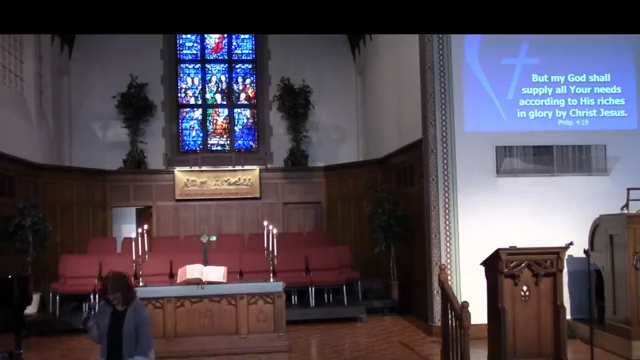 But my God shall
supply all Your needs
according to His riches
in glory by Christ Jesus.
Philip. 4:19